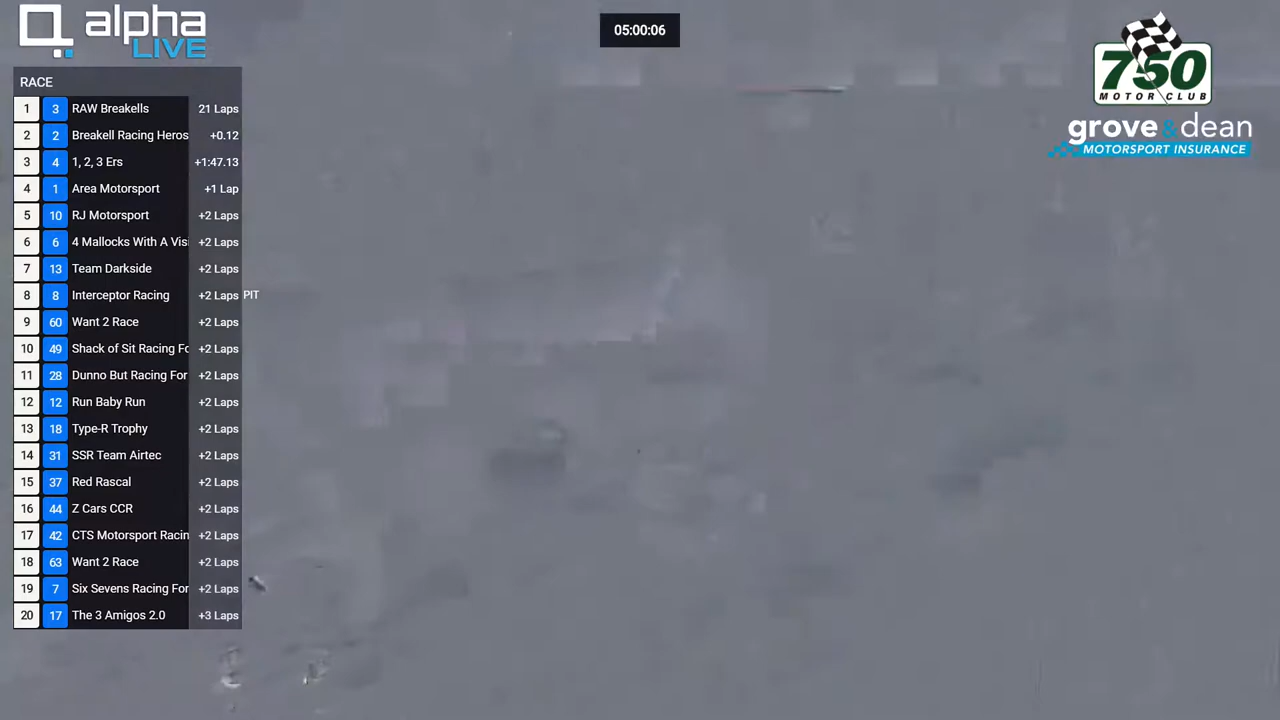 alpha
LIVE
05:00:06
750
MOTOR CLUB
grove&dean
MOTORSPORT INSURANCE
RACE
1 3 RAW Breakells 21 Laps
2 2 Breakell Racing Heros +0.12
3 4 1, 2, 3 Ers +1:47.13
4 1 Area Motorsport +1 Lap
5 10 RJ Motorsport +2 Laps
6 6 4 Mallocks With A Visi +2 Laps
7 13 Team Darkside +2 Laps
8 8 Interceptor Racing +2 Laps PIT
9 60 Want 2 Race +2 Laps
10 49 Shack of Sit Racing Fo +2 Laps
11 28 Dunno But Racing For +2 Laps
12 12 Run Baby Run +2 Laps
13 18 Type-R Trophy +2 Laps
14 31 SSR Team Airtec +2 Laps
15 37 Red Rascal +2 Laps
16 44 Z Cars CCR +2 Laps
17 42 CTS Motorsport Racin +2 Laps
18 63 Want 2 Race +2 Laps
19 7 Six Sevens Racing For +2 Laps
20 17 The 3 Amigos 2.0 +3 Laps